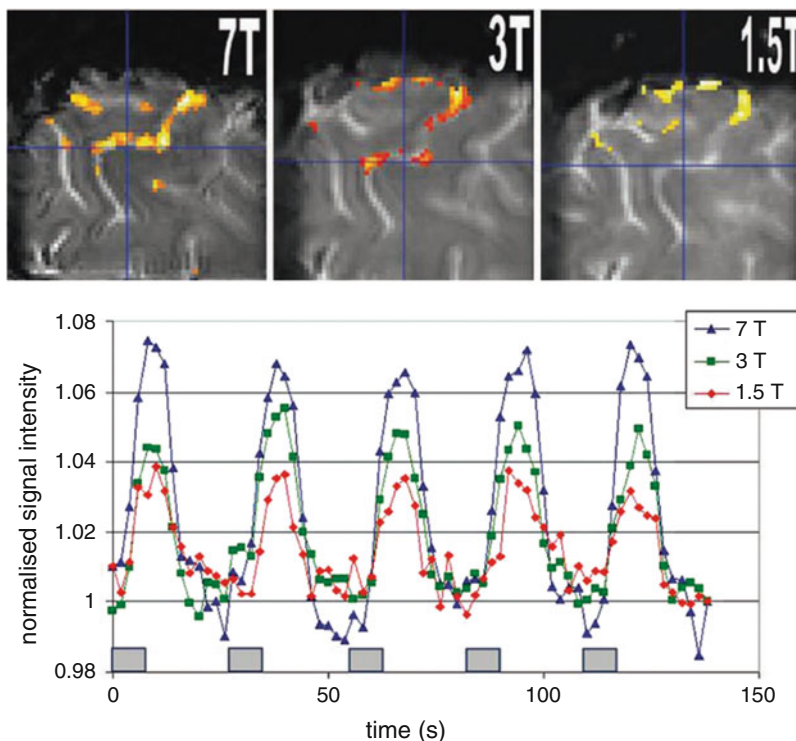 7T
3T
1.5T
1.08
1.06
1.04
1.02
1
0.98
normalised signal intensity
7 T
3 T
1.5 T
0
50
100
150
time (s)